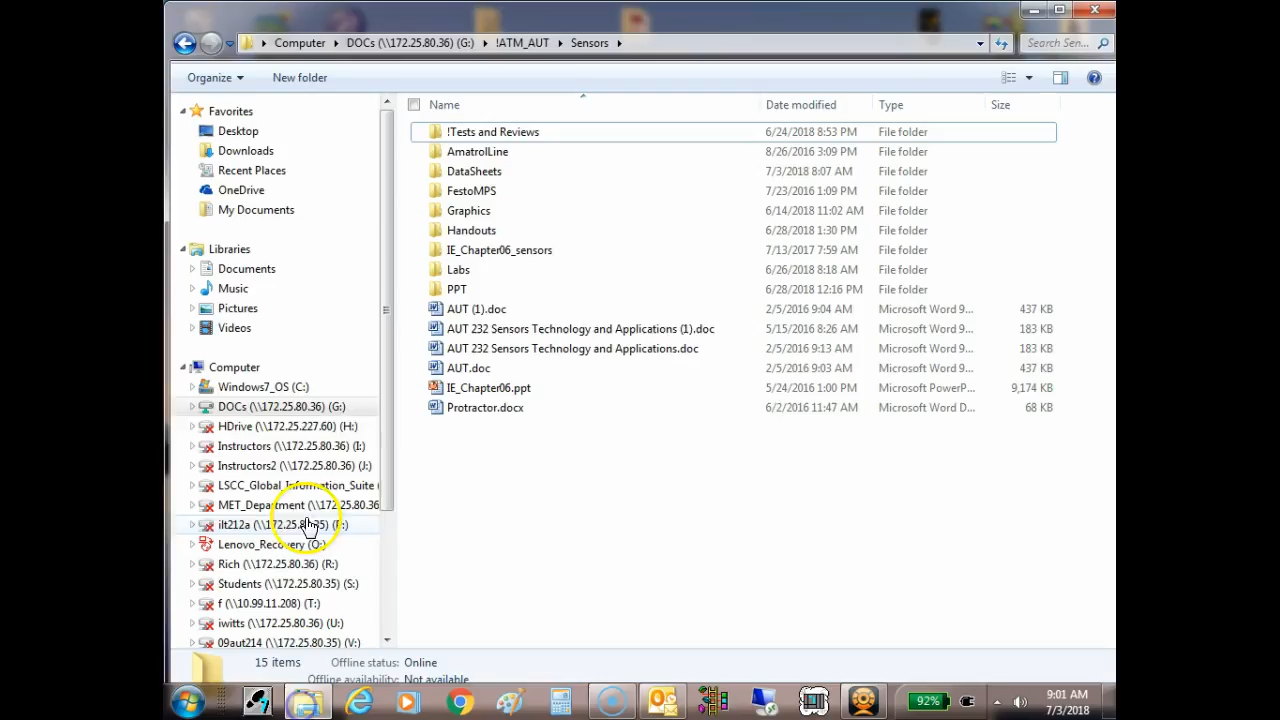 Computer DOCs (\\172.25.80.36) (G:) !ATM_AUT Sensors Search Sen...
Organize New folder
Favorites
Desktop
Downloads
Recent Places
OneDrive
My Documents
Libraries
Documents
Music
Pictures
Videos
Computer
Windows7_OS (C:)
DOCs (\\172.25.80.36) (G:)
HDrive (\\172.25.227.60) (H:)
Instructors (\\172.25.80.36) (I:)
Instructors2 (\\172.25.80.36) (J:)
LSCC_Global_Information_Suite (
MET_Department (\\172.25.80.36
ilt212a (\\172.25.80.35) (P:)
Lenovo_Recovery (Q:)
Rich (\\172.25.80.36) (R:)
Students (\\172.25.80.35) (S:)
f (\\10.99.11.208) (T:)
iwitts (\\172.25.80.36) (U:)
09aut214 (\\172.25.80.35) (V:)
Name Date modified Type Size
!Tests and Reviews 6/24/2018 8:53 PM File folder
AmatrolLine 8/26/2016 3:09 PM File folder
DataSheets 7/3/2018 8:07 AM File folder
FestoMPS 7/23/2016 1:09 PM File folder
Graphics 6/14/2018 11:02 AM File folder
Handouts 6/28/2018 1:30 PM File folder
IE_Chapter06_sensors 7/13/2017 7:59 AM File folder
Labs 6/26/2018 8:18 AM File folder
PPT 6/28/2018 12:16 PM File folder
AUT (1).doc 2/5/2016 9:04 AM Microsoft Word 9... 437 KB
AUT 232 Sensors Technology and Applications (1).doc 5/15/2016 8:26 AM Microsoft Word 9... 183 KB
AUT 232 Sensors Technology and Applications.doc 2/5/2016 9:13 AM Microsoft Word 9... 183 KB
AUT.doc 2/5/2016 9:03 AM Microsoft Word 9... 437 KB
IE_Chapter06.ppt 5/24/2016 1:00 PM Microsoft PowerP... 9,174 KB
Protractor.docx 6/2/2016 11:47 AM Microsoft Word D... 68 KB
15 items Offline status: Online
Offline availability: Not available
92%
9:01 AM
7/3/2018